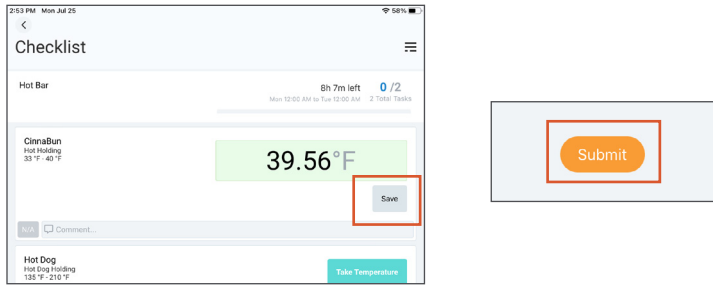 2:53 PM Mon Jul 25 58%
Checklist
Hot Bar
8h 7m left 0 /2
Mon 12:00 AM to Tue 12:00 AM 2 Total Tasks
CinnaBun
Hot Holding
33 °F - 40 °F
39.56°F
Save
N/A Comment...
Hot Dog
Hot Dog Holding
135 °F - 210 °F
Take Temperature
Submit